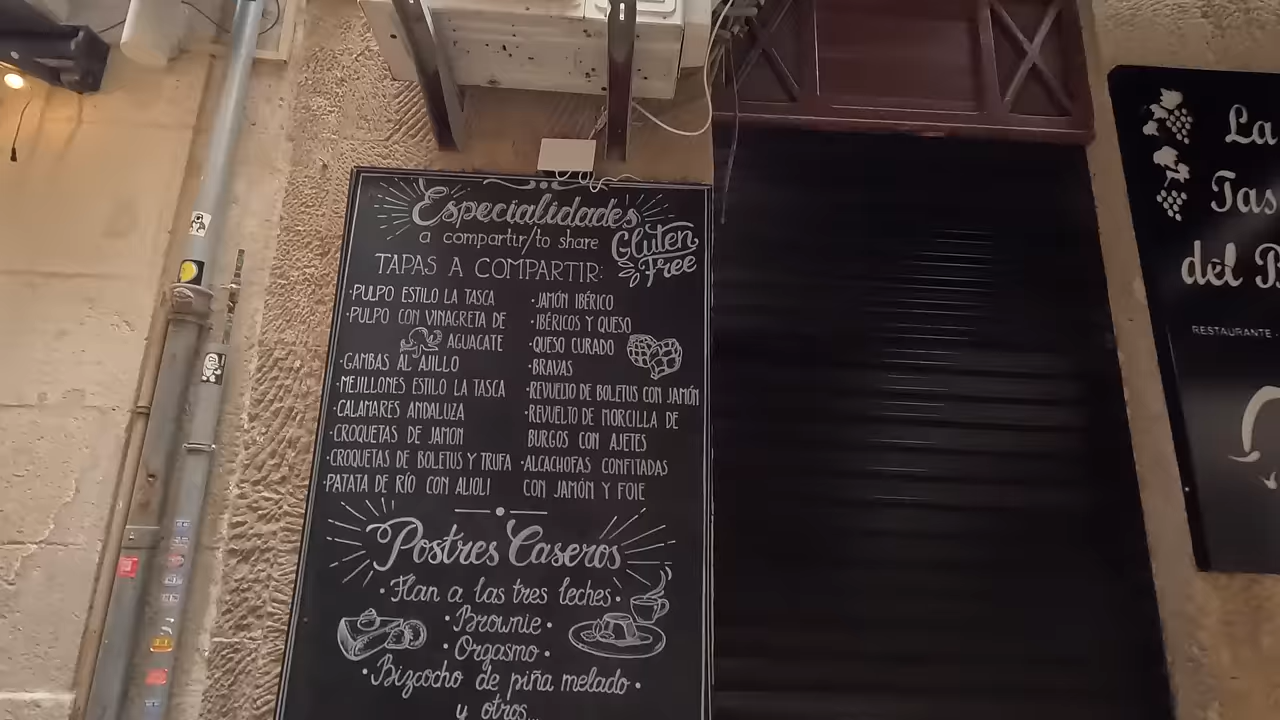 Especialidades
a compartir/to share
Gluten
Free
TAPAS A COMPARTIR:
·PULPO ESTILO LA TASCA
·PULPO CON VINAGRETA DE
AGUACATE
·GAMBAS AL AJILLO
·MEJILLONES ESTILO LA TASCA
·CALAMARES ANDALUZA
·CROQUETAS DE JAMON
·CROQUETAS DE BOLETUS Y TRUFA
·PATATA DE RÍO CON ALIOLI
·JAMÓN IBÉRICO
·IBÉRICOS Y QUESO
·QUESO CURADO
·BRAVAS
·REVUELTO DE BOLETUS CON JAMÓN
·REVUELTO DE MORCILLA DE
BURGOS CON AJETES
·ALCACHOFAS CONFITADAS
CON JAMÓN Y FOIE
Postres Caseros
·Flan a las tres leches·
·Brownie·
·Orgasmo·
·Bizcocho de piña melado·
y otros...
La
Tas
del B
RESTAURANTE